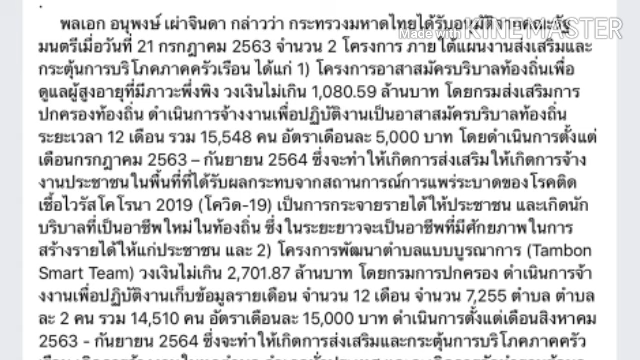 พลเอก อนุพงษ์ เผ่าจินดา กล่าวว่า กระทรวงมหาดไทยได้รับอนุมัติจากคณะรัฐ
มนตรีเมื่อวันที่ 21 กรกฎาคม 2563 จำนวน 2 โครงการ ภายใต้แผนงานส่งเสริมและ
กระตุ้นการบริโภคภาคครัวเรือน ได้แก่ 1) โครงการอาสาสมัครบริบาลท้องถิ่นเพื่อ
ดูแลผู้สูงอายุที่มีภาวะพึ่งพิง วงเงินไม่เกิน 1,080.59 ล้านบาท โดยกรมส่งเสริมการ
ปกครองท้องถิ่น ดำเนินการจ้างงานเพื่อปฏิบัติงานเป็นอาสาสมัครบริบาลท้องถิ่น
ระยะเวลา 12 เดือน รวม 15,548 คน อัตราเดือนละ 5,000 บาท โดยดำเนินการตั้งแต่
เดือนกรกฎาคม 2563 – กันยายน 2564 ซึ่งจะทำให้เกิดการส่งเสริมให้เกิดการจ้าง
งานประชาชนในพื้นที่ที่ได้รับผลกระทบจากสถานการณ์การแพร่ระบาดของโรคติด
เชื้อไวรัสโคโรนา 2019 (โควิด-19) เป็นการกระจายรายได้ให้ประชาชน และเกิดนัก
บริบาลที่เป็นอาชีพใหม่ในท้องถิ่น ซึ่งในระยะยาวจะเป็นอาชีพที่มีศักยภาพในการ
สร้างรายได้ให้แก่ประชาชน และ 2) โครงการพัฒนาตำบลแบบบูรณาการ (Tambon
Smart Team) วงเงินไม่เกิน 2,701.87 ล้านบาท โดยกรมการปกครอง ดำเนินการจ้า
งงานเพื่อปฏิบัติงานเก็บข้อมูลรายเดือน จำนวน 12 เดือน จำนวน 7,255 ตำบล ตำบล
ละ 2 คน รวม 14,510 คน อัตราเดือนละ 15,000 บาท ดำเนินการตั้งแต่เดือนสิงหาคม
2563 - กันยายน 2564 ซึ่งจะทำให้เกิดการส่งเสริมและกระตุ้นการบริโภคภาคครัว
Made with KINEMASTER